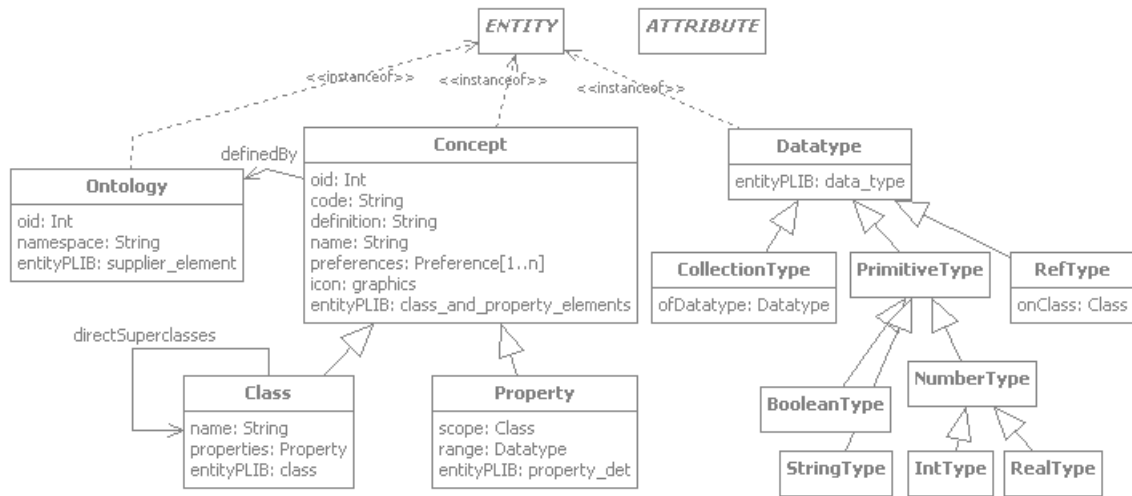 ENTITY
ATTRIBUTE
<<instanceof>>
<<instanceof>>
<<instanceof>>
definedBy
Ontology
oid: Int
namespace: String
entityPLIB: supplier_element
Concept
oid: Int
code: String
definition: String
name: String
preferences: Preference[1..n]
icon: graphics
entityPLIB: class_and_property_elements
Datatype
entityPLIB: data_type
CollectionType
ofDatatype: Datatype
PrimitiveType
RefType
onClass: Class
directSuperclasses
Class
name: String
properties: Property
entityPLIB: class
Property
scope: Class
range: Datatype
entityPLIB: property_det
BooleanType
NumberType
StringType
IntType
RealType